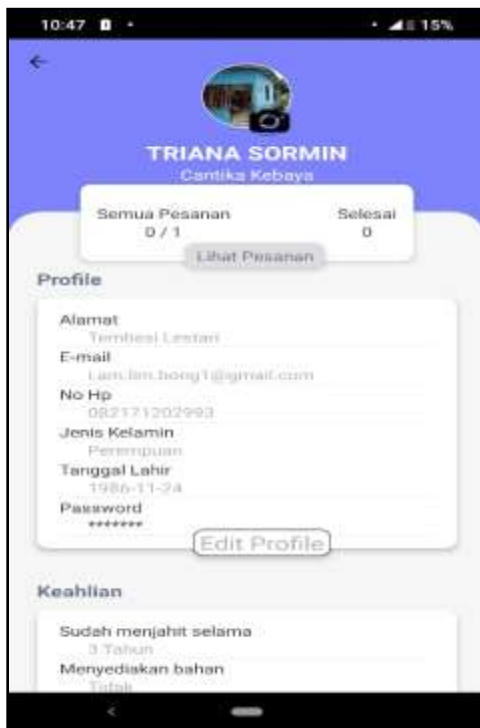 10:47 15%
TRIANA SORMIN
Cantika Kebaya
Semua Pesanan Selesai
0 / 1 0
Lihat Pesanan
Profile
Alamat
Tembesi Lestari
E-mail
No Hp
082171202993
Jenis Kelamin
Perempuan
Tanggal Lahir
1986-11-24
Password
*******
Edit Profile
Keahlian
Sudah menjahit selama
3 Tahun
Menyediakan bahan
Tidak